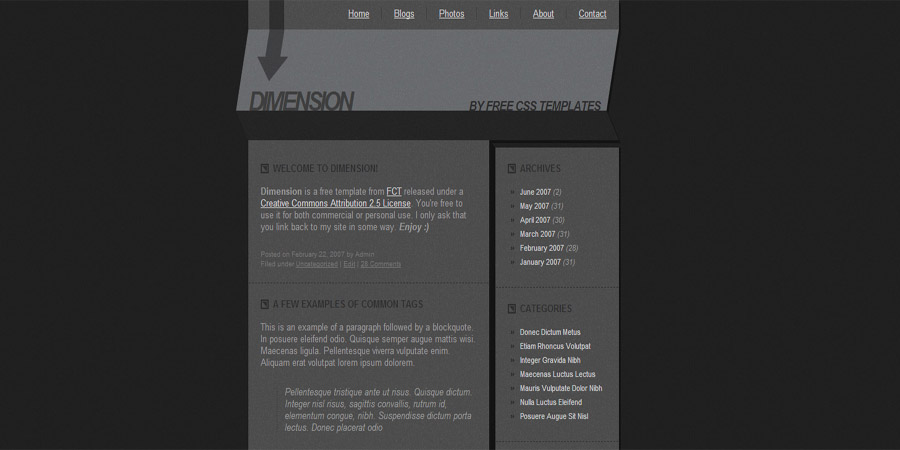 Home Blogs Photos Links About Contact
DIMENSION
BY FREE CSS TEMPLATES
WELCOME TO DIMENSION!
Dimension is a free template from FCT released under a
Creative Commons Attribution 2.5 License. You're free to
use it for both commercial or personal use. I only ask that
you link back to my site in some way. Enjoy :)
Posted on February 22, 2007 by Admin
Filed under Uncategorized | Edit | 28 Comments
A FEW EXAMPLES OF COMMON TAGS
This is an example of a paragraph followed by a blockquote.
In posuere eleifend odio. Quisque semper augue mattis wisi.
Maecenas ligula. Pellentesque viverra vulputate enim.
Aliquam erat volutpat lorem ipsum dolorem.
Pellentesque tristique ante ut risus. Quisque dictum.
Integer nisl risus, sagittis convallis, rutrum id,
elementum congue, nibh. Suspendisse dictum porta
lectus. Donec placerat odio
ARCHIVES
June 2007 (2)
May 2007 (31)
April 2007 (30)
March 2007 (31)
February 2007 (28)
January 2007 (31)
CATEGORIES
Donec Dictum Metus
Etiam Rhoncus Volutpat
Integer Gravida Nibh
Maecenas Luctus Lectus
Mauris Vulputate Dolor Nibh
Nulla Luctus Eleifend
Posuere Augue Sit Nisl